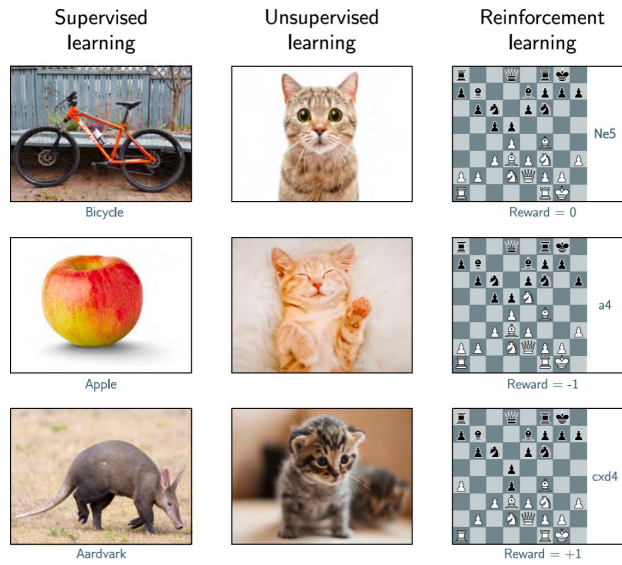 Supervised
learning
Unsupervised
learning
Reinforcement
learning
Bicycle
Ne5
Reward = 0
Apple
a4
Reward = -1
Aardvark
cxd4
Reward = +1